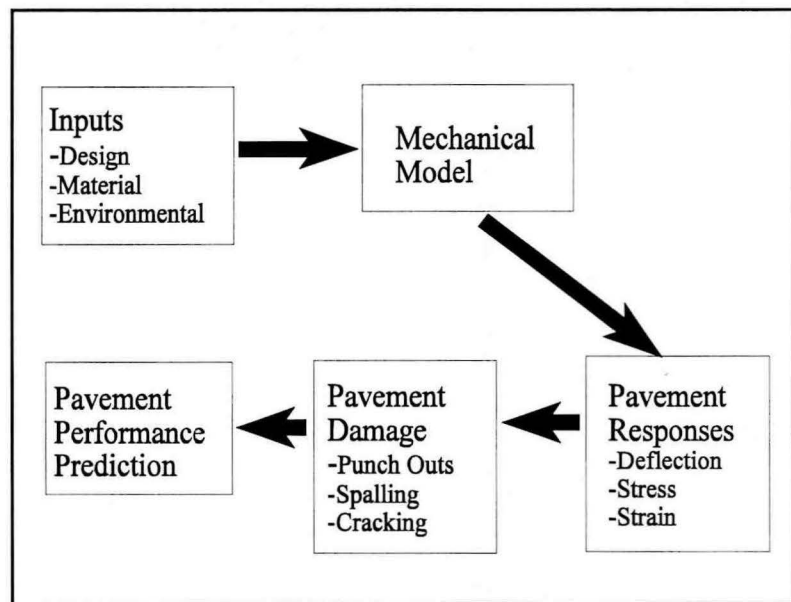 Inputs
-Design
-Material
-Environmental
Mechanical
Model
Pavement
Responses
-Deflection
-Stress
-Strain
Pavement
Damage
-Punch Outs
-Spalling
-Cracking
Pavement
Performance
Prediction